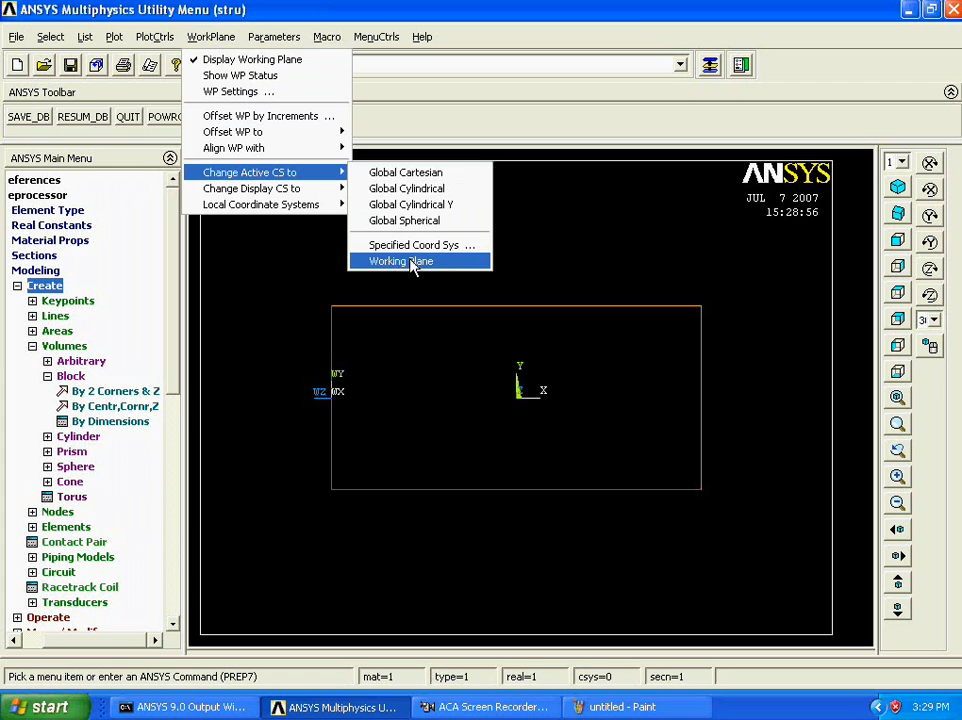 ANSYS Multiphysics Utility Menu (stru)
File Select List Plot PlotCtrls WorkPlane Parameters Macro MenuCtrls Help
ANSYS Toolbar
SAVE_DB RESUM_DB QUIT POWRG
✓ Display Working Plane
Show WP Status
WP Settings ...
Offset WP by Increments ...
Offset WP to
Align WP with
Change Active CS to
Change Display CS to
Local Coordinate Systems
Global Cartesian
Global Cylindrical
Global Cylindrical Y
Global Spherical
Specified Coord Sys ...
Working Plane
ANSYS Main Menu
eferences
eprocessor
Element Type
Real Constants
Material Props
Sections
Modeling
Create
Keypoints
Lines
Areas
Volumes
Arbitrary
Block
By 2 Corners & Z
By Centr,Cornr,Z
By Dimensions
Cylinder
Prism
Sphere
Cone
Torus
Nodes
Elements
Contact Pair
Piping Models
Circuit
Racetrack Coil
Transducers
Operate
ANSYS
JUL 7 2007
15:28:56
WY
WZ WX
Y
X
1
Pick a menu item or enter an ANSYS Command (PREP7) mat=1 type=1 real=1 csys=0 secn=1
start ANSYS 9.0 Output Wi... ANSYS Multiphysics U... ACA Screen Recorder... untitled - Paint 3:29 PM